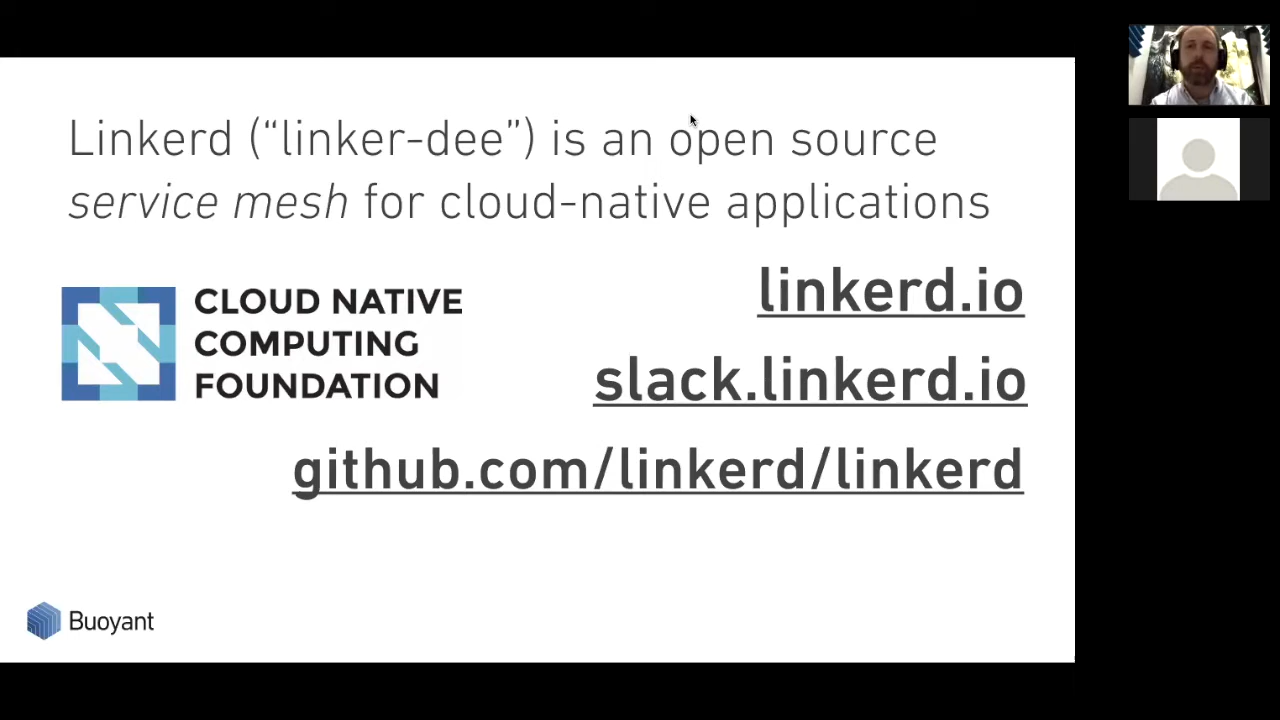 Linkerd (“linker-dee”) is an open source
service mesh for cloud-native applications
CLOUD NATIVE
COMPUTING
FOUNDATION
linkerd.io
slack.linkerd.io
github.com/linkerd/linkerd
Buoyant